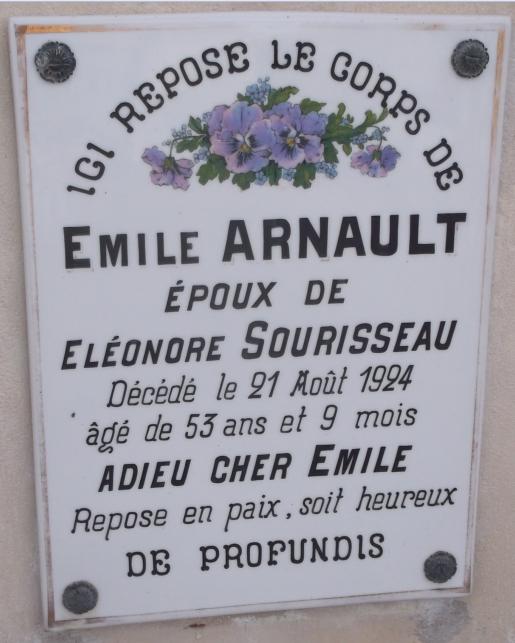 ICI REPOSE LE CORPS DE
EMILE ARNAULT
ÉPOUX DE
ELÉONORE SOURISSEAU
Décédé le 21 Août 1924
âgé de 53 ans et 9 mois
ADIEU CHER EMILE
Repose en paix, soit heureux
DE PROFUNDIS